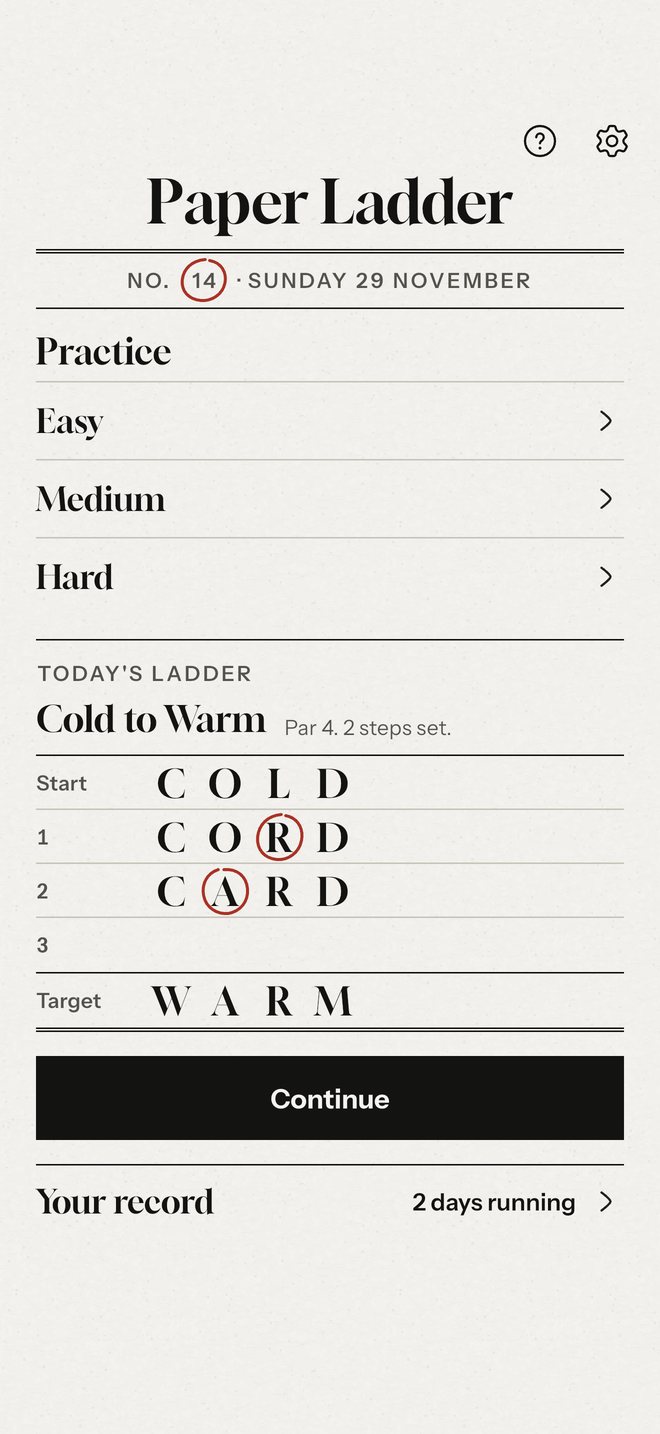 Paper Ladder
NO. 14 · SUNDAY 29 NOVEMBER
Practice
Easy
Medium
Hard
TODAY'S LADDER
Cold to Warm Par 4. 2 steps set.
Start C O L D
1 C O R D
2 C A R D
3
Target W A R M
Continue
Your record 2 days running